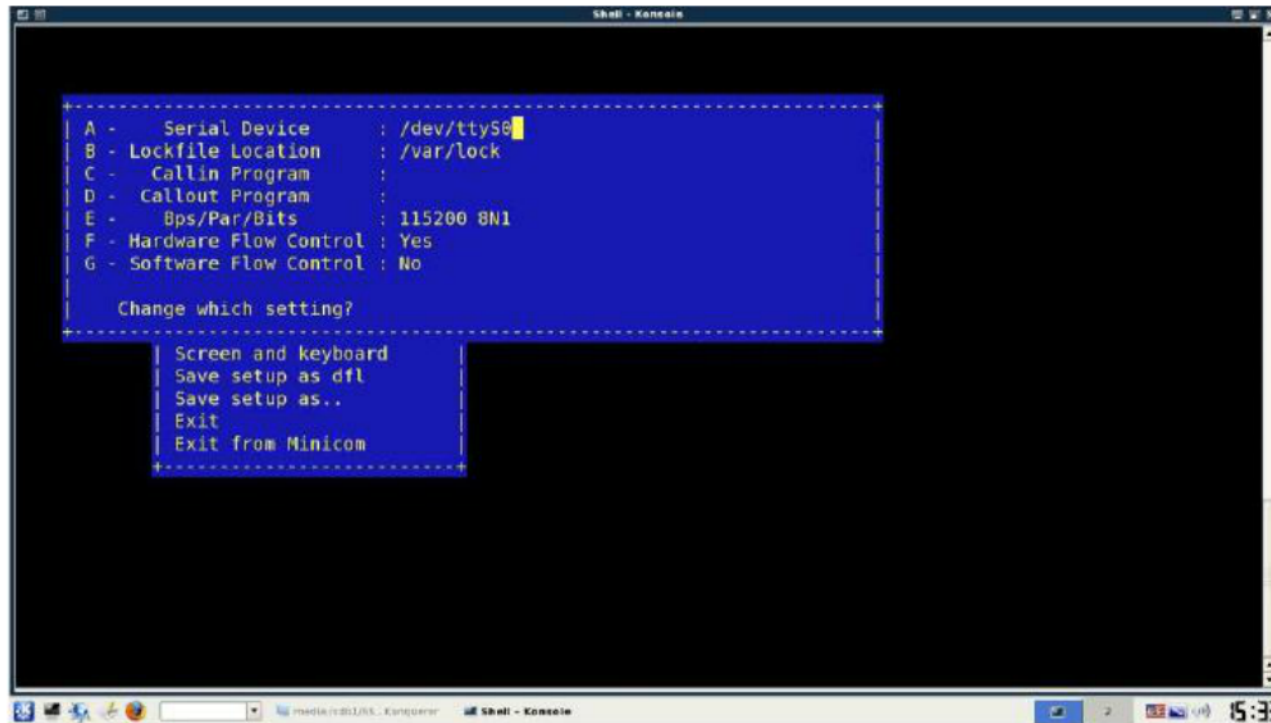 Shell - Konsole
A - Serial Device : /dev/ttyS0
B - Lockfile Location : /var/lock
C - Callin Program :
D - Callout Program :
E - Bps/Par/Bits : 115200 8N1
F - Hardware Flow Control : Yes
G - Software Flow Control : No
Change which setting?
Screen and keyboard
Save setup as dfl
Save setup as..
Exit
Exit from Minicom
Konqueror
Shell - Konsole
2